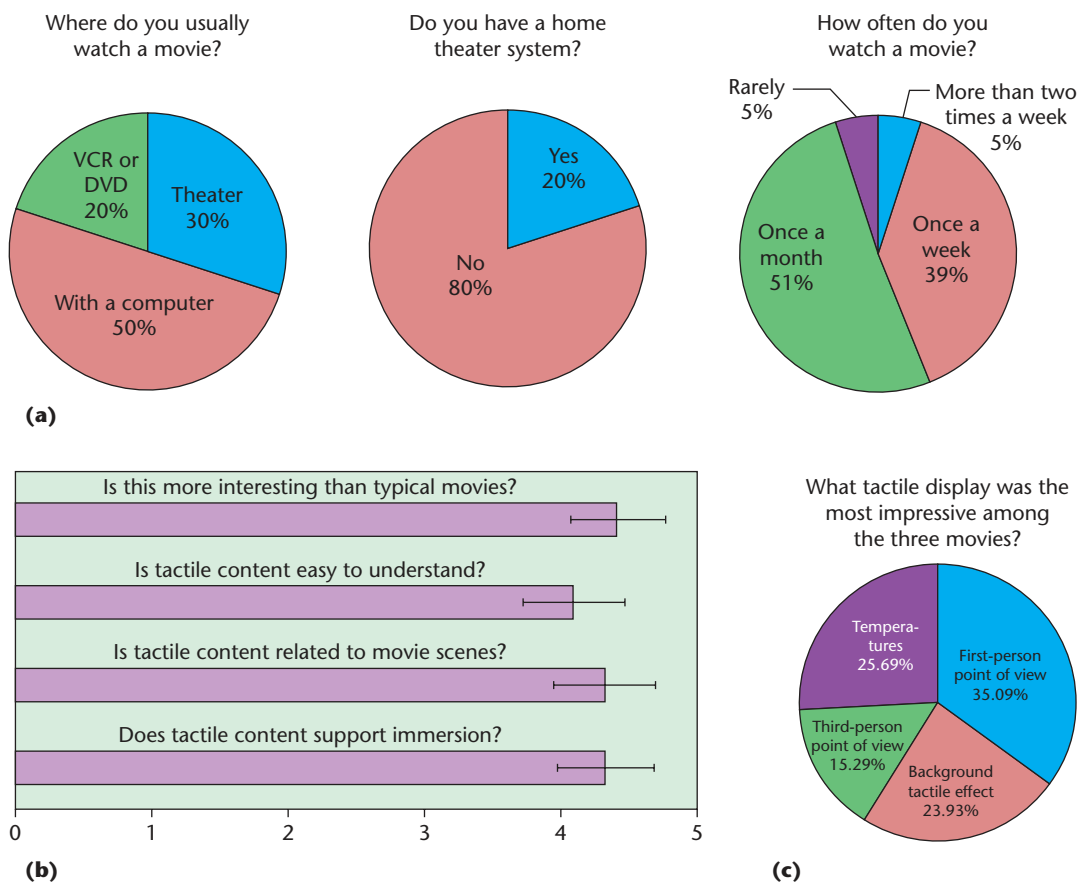 Where do you usually
watch a movie?
VCR or
DVD
20%
Theater
30%
With a computer
50%
Do you have a home
theater system?
Yes
20%
No
80%
How often do you
watch a movie?
Rarely
5%
More than two
times a week
5%
Once a
month
51%
Once a
week
39%
(a)
Is this more interesting than typical movies?
Is tactile content easy to understand?
Is tactile content related to movie scenes?
Does tactile content support immersion?
0 1 2 3 4 5
(b)
What tactile display was the
most impressive among
the three movies?
Tempera-
tures
25.69%
First-person
point of view
35.09%
Third-person
point of view
15.29%
Background
tactile effect
23.93%
(c)